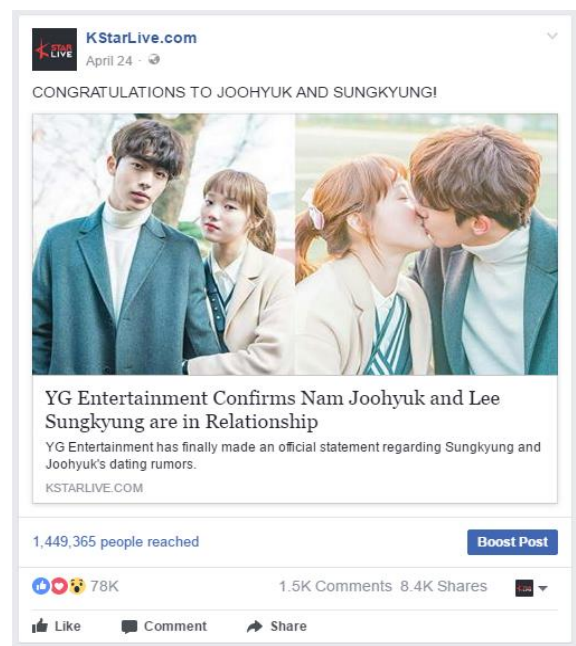 STAR
LIVE
KStarLive.com
April 24 ·
CONGRATULATIONS TO JOOHYUK AND SUNGKYUNG!
YG Entertainment Confirms Nam Joohyuk and Lee
Sungkyung are in Relationship
YG Entertainment has finally made an official statement regarding Sungkyung and
Joohyuk's dating rumors.
KSTARLIVE.COM
1,449,365 people reached
Boost Post
78K
1.5K Comments 8.4K Shares
Like Comment Share